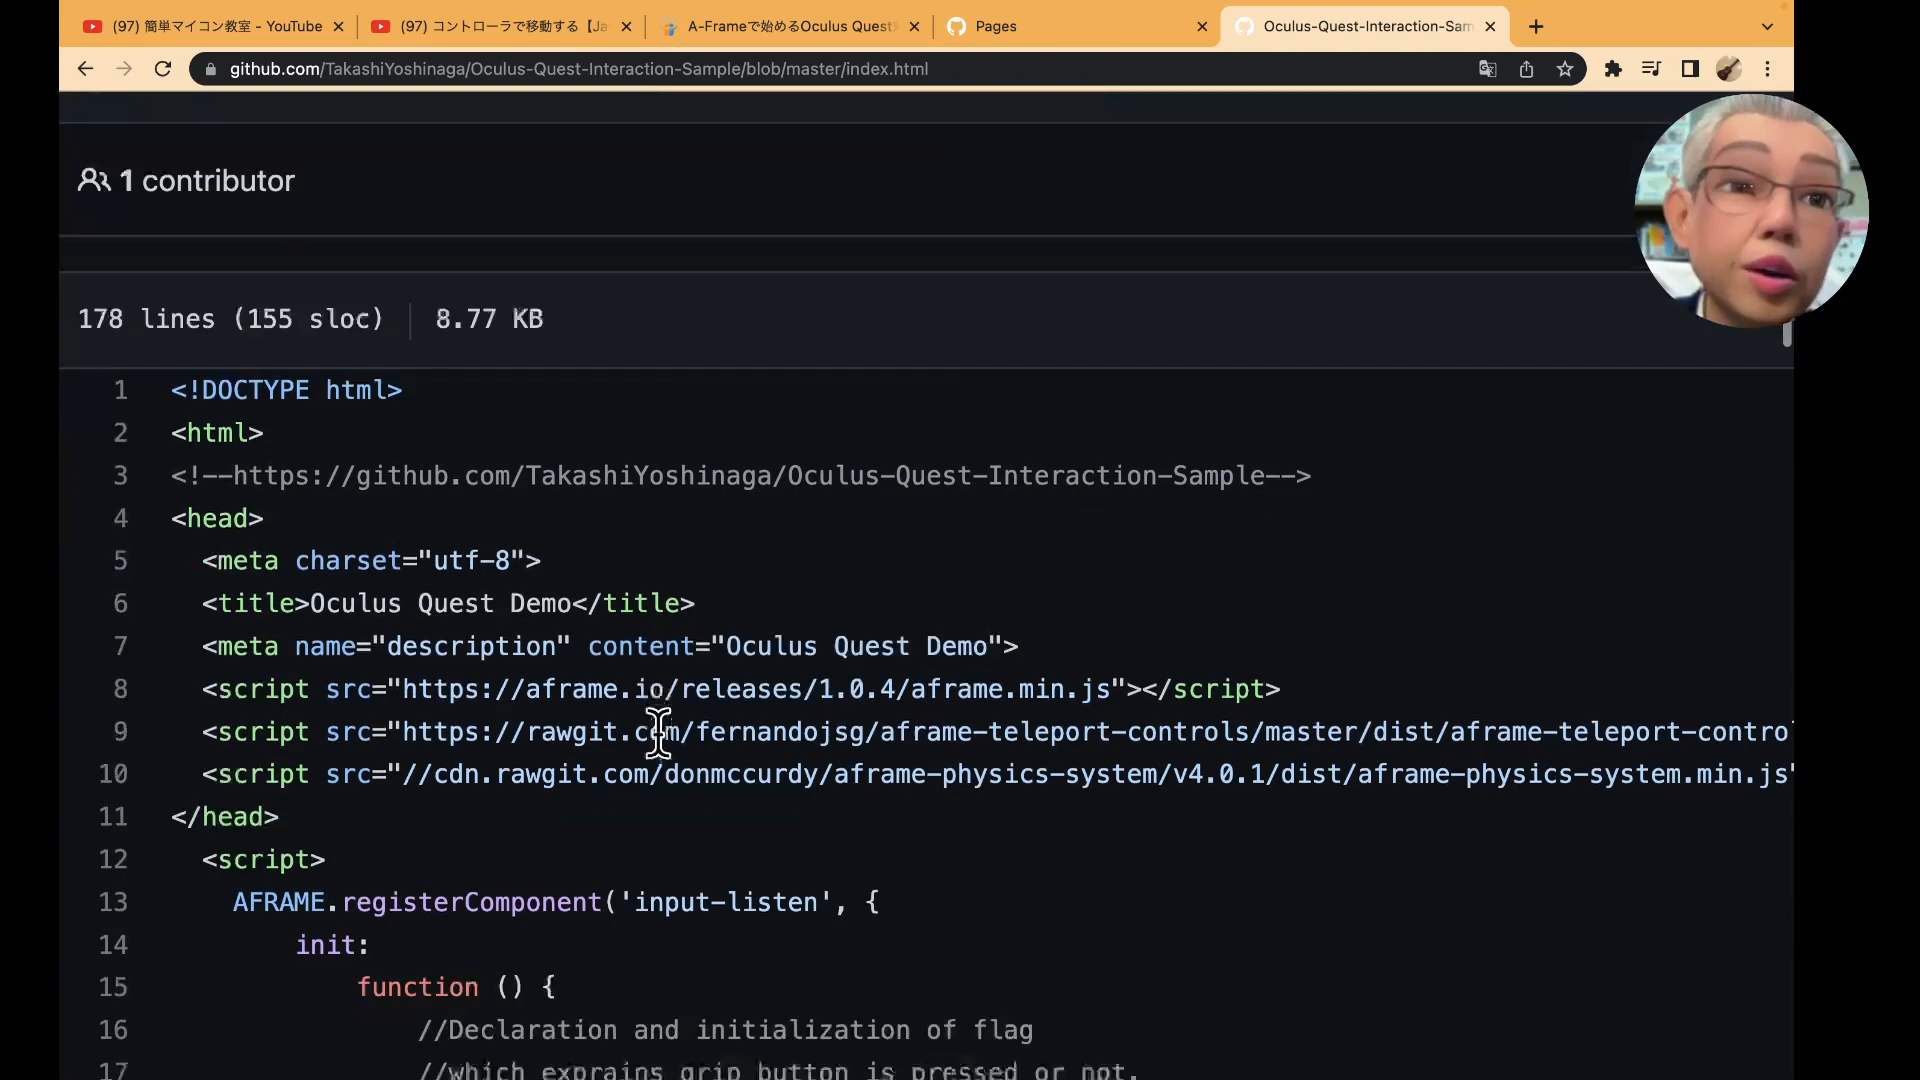 (97) 簡単マイコン教室 - YouTube
(97) コントローラで移動する【Ja
A-Frameで始めるOculus Quest
Pages
Oculus-Quest-Interaction-Sam
github.com/TakashiYoshinaga/Oculus-Quest-Interaction-Sample/blob/master/index.html
1 contributor
178 lines (155 sloc) 8.77 KB
1 <!DOCTYPE html>
2 <html>
3 <!--https://github.com/TakashiYoshinaga/Oculus-Quest-Interaction-Sample-->
4 <head>
5 <meta charset="utf-8">
6 <title>Oculus Quest Demo</title>
7 <meta name="description" content="Oculus Quest Demo">
8 <script src="https://aframe.io/releases/1.0.4/aframe.min.js"></script>
9 <script src="https://rawgit.com/fernandojsg/aframe-teleport-controls/master/dist/aframe-teleport-contro
10 <script src="//cdn.rawgit.com/donmccurdy/aframe-physics-system/v4.0.1/dist/aframe-physics-system.min.js"
11 </head>
12 <script>
13 AFRAME.registerComponent('input-listen', {
14 init:
15 function () {
16 //Declaration and initialization of flag
17 //which exprains grip button is pressed or not.